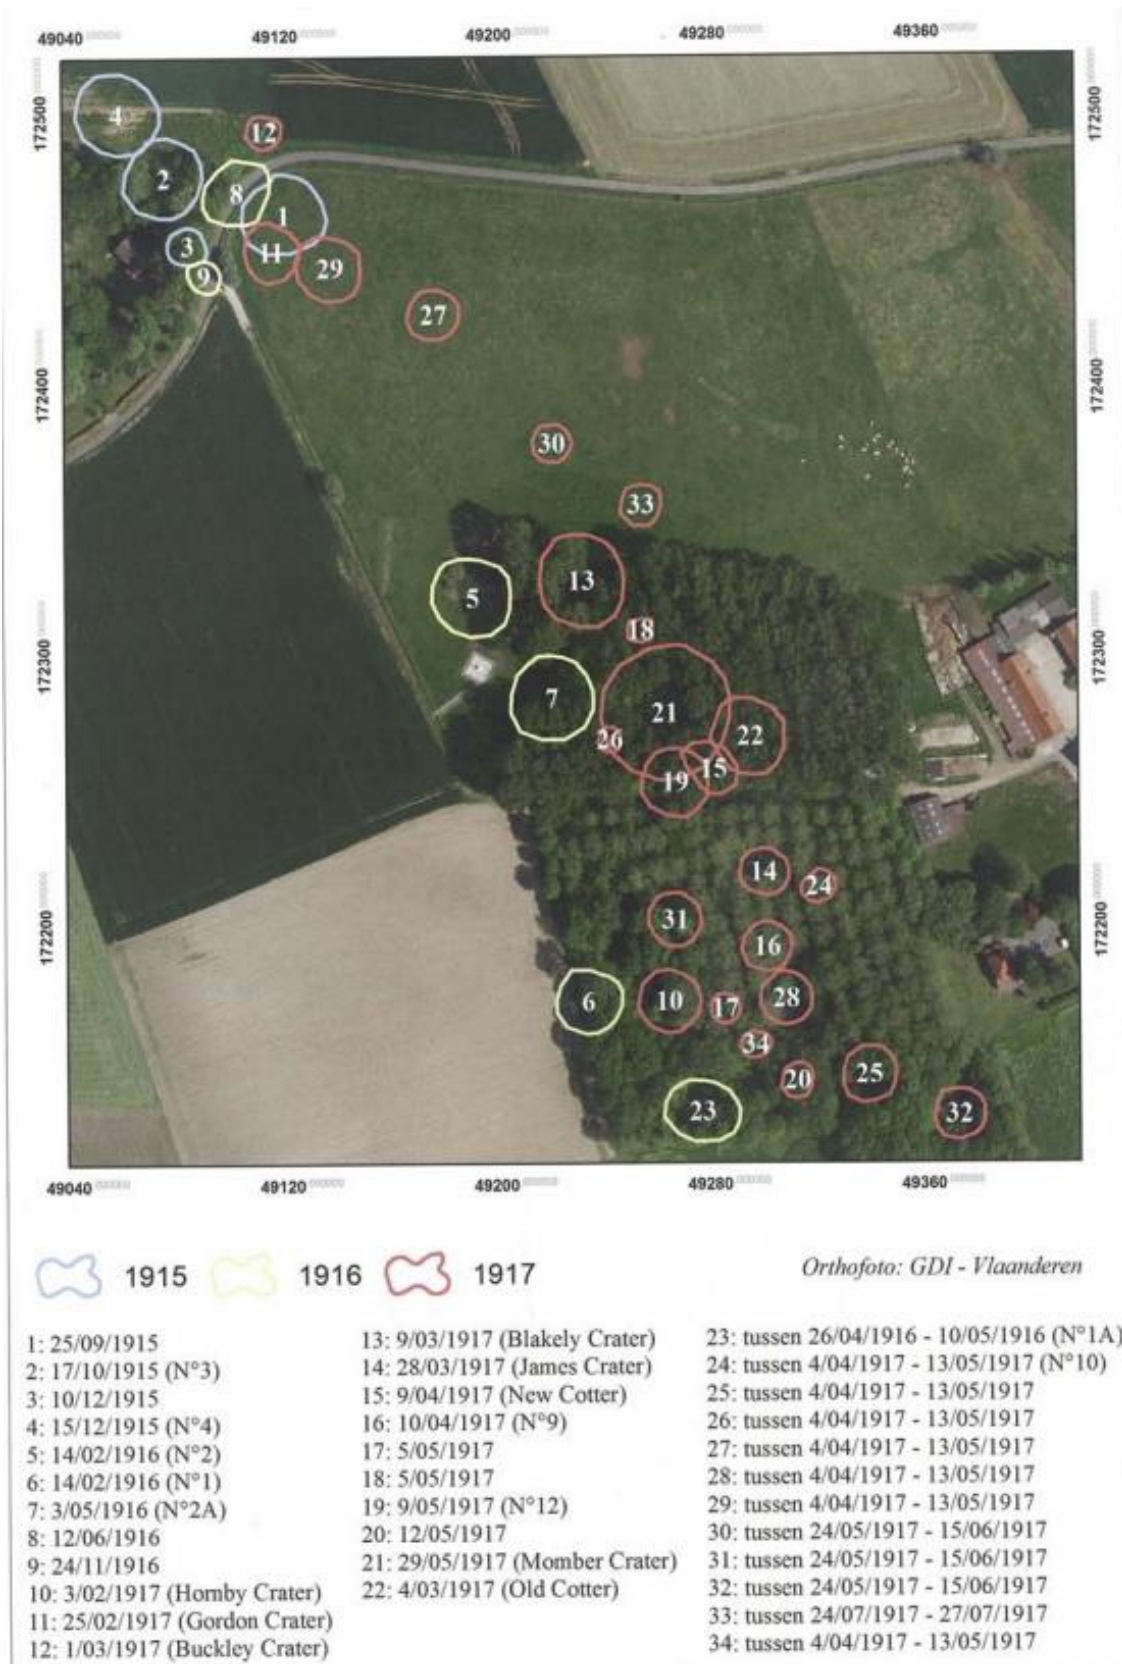 49040 000000 49120 000000 49200 000000 49280 000000 49360 000000
172500 172500
172400 172400
172300 172300
172200 172200
4
12
2
8
1
3
11
9
29
27
30
33
13
5
18
7
21
26
22
15
19
14
24
31
16
6
10
17
28
34
20
25
23
32
49040 000000 49120 000000 49200 000000 49280 000000 49360 000000
1915 1916 1917
Orthofoto: GDI - Vlaanderen
1: 25/09/1915
2: 17/10/1915 (N°3)
3: 10/12/1915
4: 15/12/1915 (N°4)
5: 14/02/1916 (N°2)
6: 14/02/1916 (N°1)
7: 3/05/1916 (N°2A)
8: 12/06/1916
9: 24/11/1916
10: 3/02/1917 (Hornby Crater)
11: 25/02/1917 (Gordon Crater)
12: 1/03/1917 (Buckley Crater)
13: 9/03/1917 (Blakely Crater)
14: 28/03/1917 (James Crater)
15: 9/04/1917 (New Cotter)
16: 10/04/1917 (N°9)
17: 5/05/1917
18: 5/05/1917
19: 9/05/1917 (N°12)
20: 12/05/1917
21: 29/05/1917 (Momber Crater)
22: 4/03/1917 (Old Cotter)
23: tussen 26/04/1916 - 10/05/1916 (N°1A)
24: tussen 4/04/1917 - 13/05/1917 (N°10)
25: tussen 4/04/1917 - 13/05/1917
26: tussen 4/04/1917 - 13/05/1917
27: tussen 4/04/1917 - 13/05/1917
28: tussen 4/04/1917 - 13/05/1917
29: tussen 4/04/1917 - 13/05/1917
30: tussen 24/05/1917 - 15/06/1917
31: tussen 24/05/1917 - 15/06/1917
32: tussen 24/05/1917 - 15/06/1917
33: tussen 24/07/1917 - 27/07/1917
34: tussen 4/04/1917 - 13/05/1917